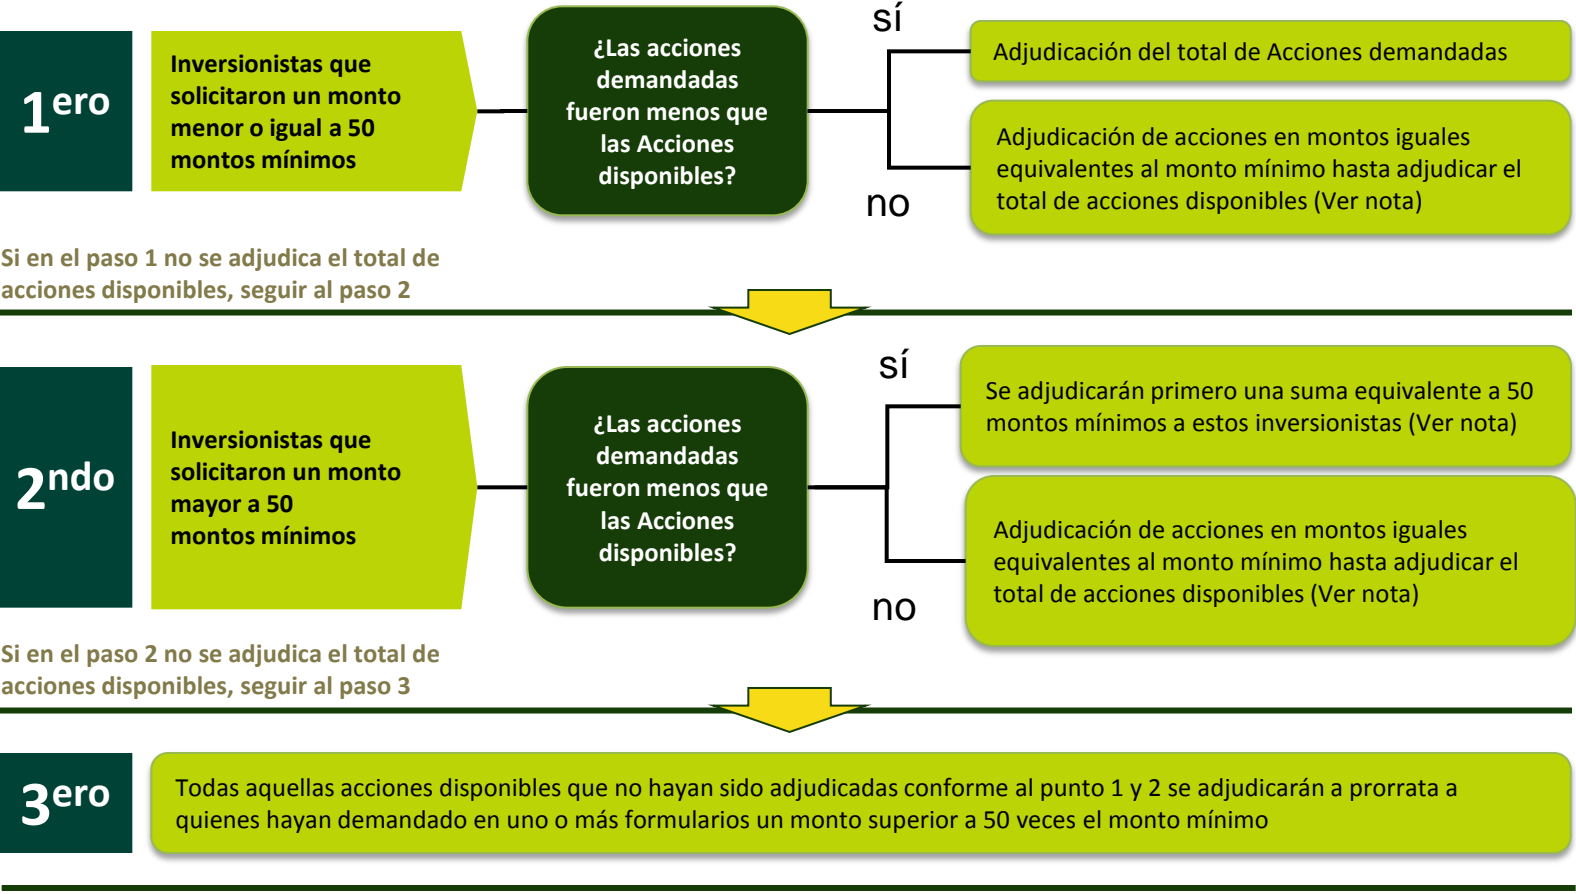 1ero
Inversionistas que
solicitaron un monto
menor o igual a 50
montos mínimos
¿Las acciones
demandadas
fueron menos que
las Acciones
disponibles?
sí
Adjudicación del total de Acciones demandadas
no
Adjudicación de acciones en montos iguales
equivalentes al monto mínimo hasta adjudicar el
total de acciones disponibles (Ver nota)
Si en el paso 1 no se adjudica el total de
acciones disponibles, seguir al paso 2
2ndo
Inversionistas que
solicitaron un monto
mayor a 50
montos mínimos
¿Las acciones
demandadas
fueron menos que
las Acciones
disponibles?
sí
Se adjudicarán primero una suma equivalente a 50
montos mínimos a estos inversionistas (Ver nota)
no
Adjudicación de acciones en montos iguales
equivalentes al monto mínimo hasta adjudicar el
total de acciones disponibles (Ver nota)
Si en el paso 2 no se adjudica el total de
acciones disponibles, seguir al paso 3
3ero
Todas aquellas acciones disponibles que no hayan sido adjudicadas conforme al punto 1 y 2 se adjudicarán a prorrata a
quienes hayan demandado en uno o más formularios un monto superior a 50 veces el monto mínimo